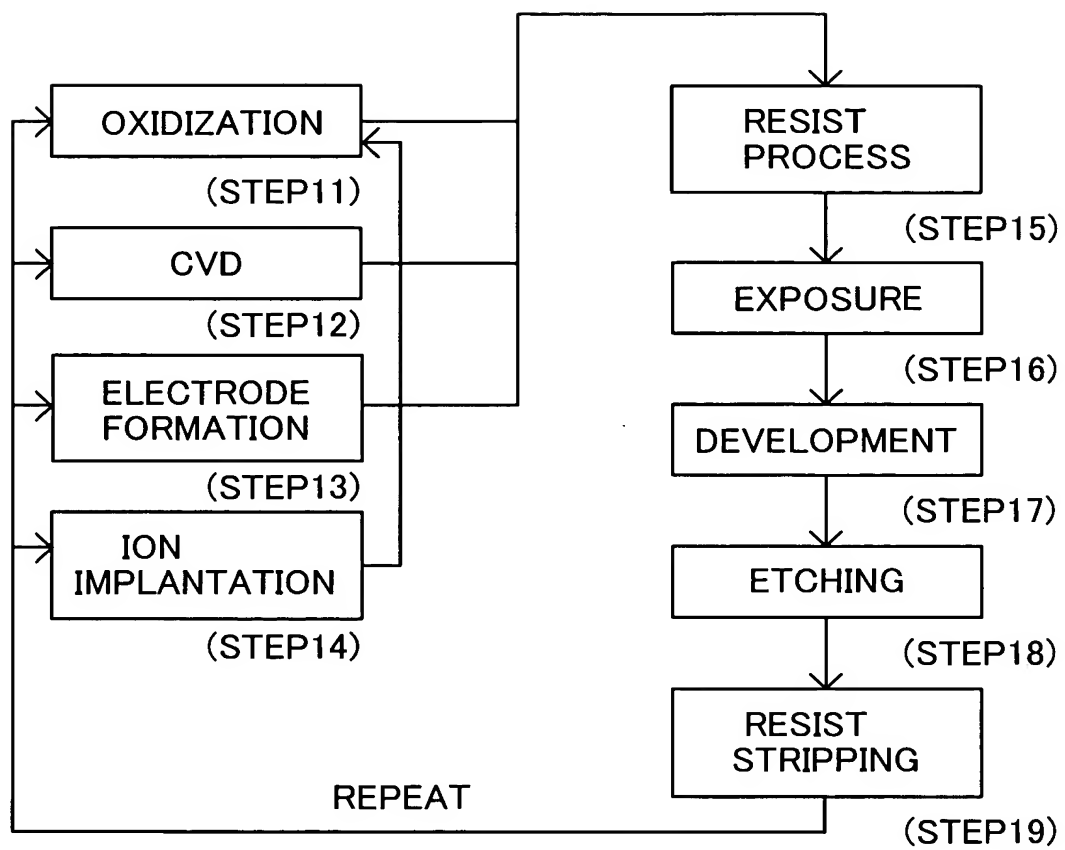 OXIDIZATION
(STEP11)
CVD
(STEP12)
ELECTRODE
FORMATION
(STEP13)
ION
IMPLANTATION
(STEP14)
RESIST
PROCESS
(STEP15)
EXPOSURE
(STEP16)
DEVELOPMENT
(STEP17)
ETCHING
(STEP18)
RESIST
STRIPPING
(STEP19)
REPEAT